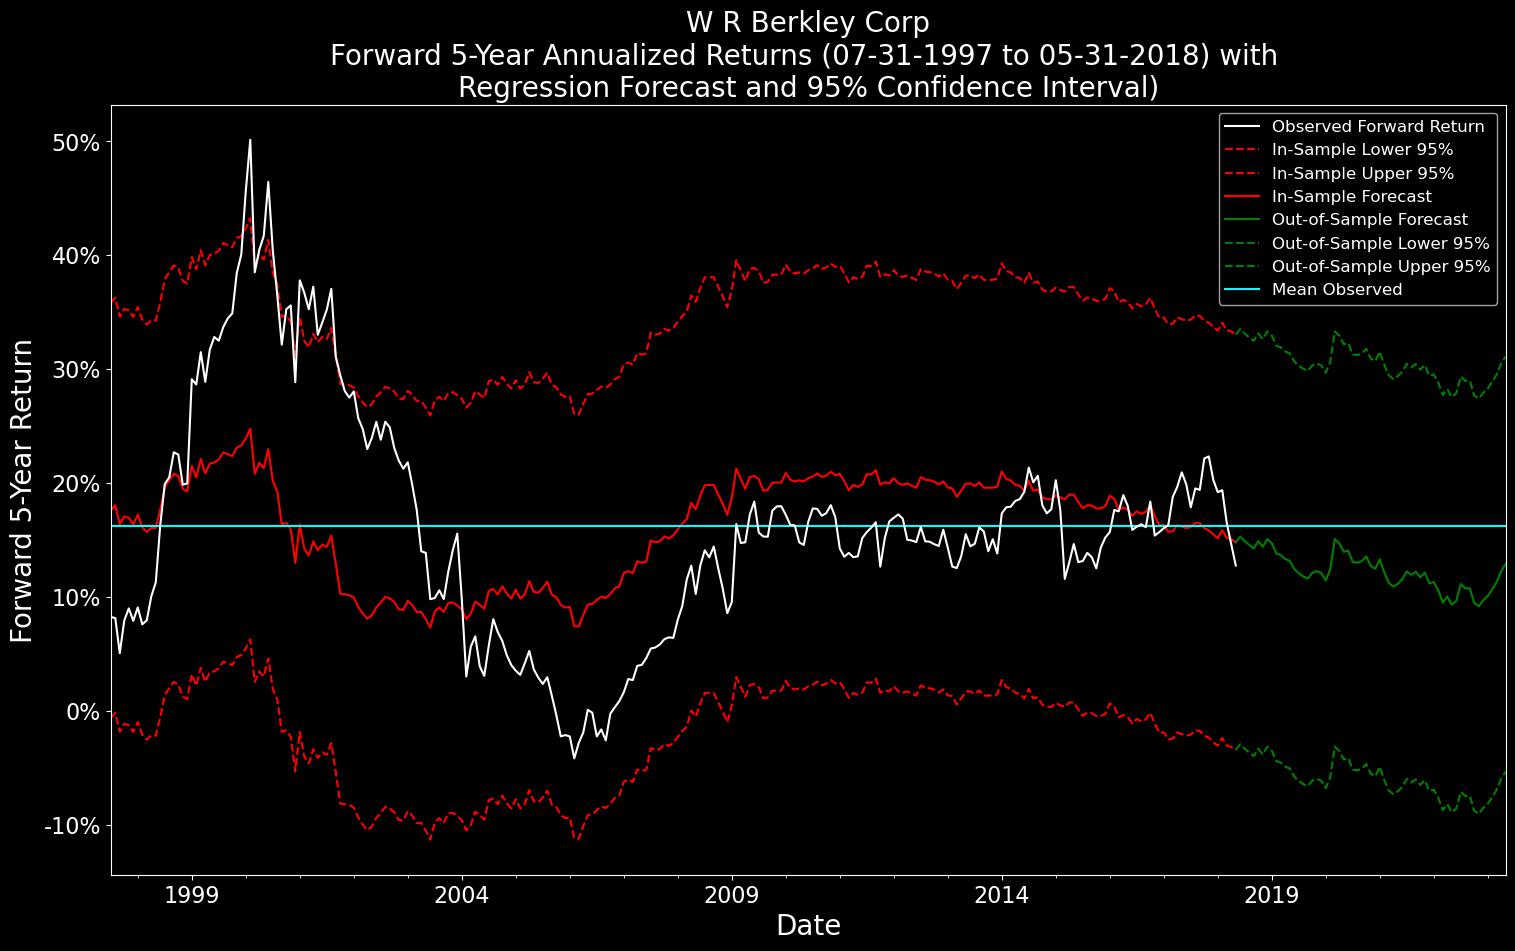 W R Berkley Corp
Forward 5-Year Annualized Returns (07-31-1997 to 05-31-2018) with
Regression Forecast and 95% Confidence Interval)
Observed Forward Return
In-Sample Lower 95%
In-Sample Upper 95%
In-Sample Forecast
Out-of-Sample Forecast
Out-of-Sample Lower 95%
Out-of-Sample Upper 95%
Mean Observed
Forward 5-Year Return
50%
40%
30%
20%
10%
0%
-10%
1999
2004
2009
2014
2019
Date